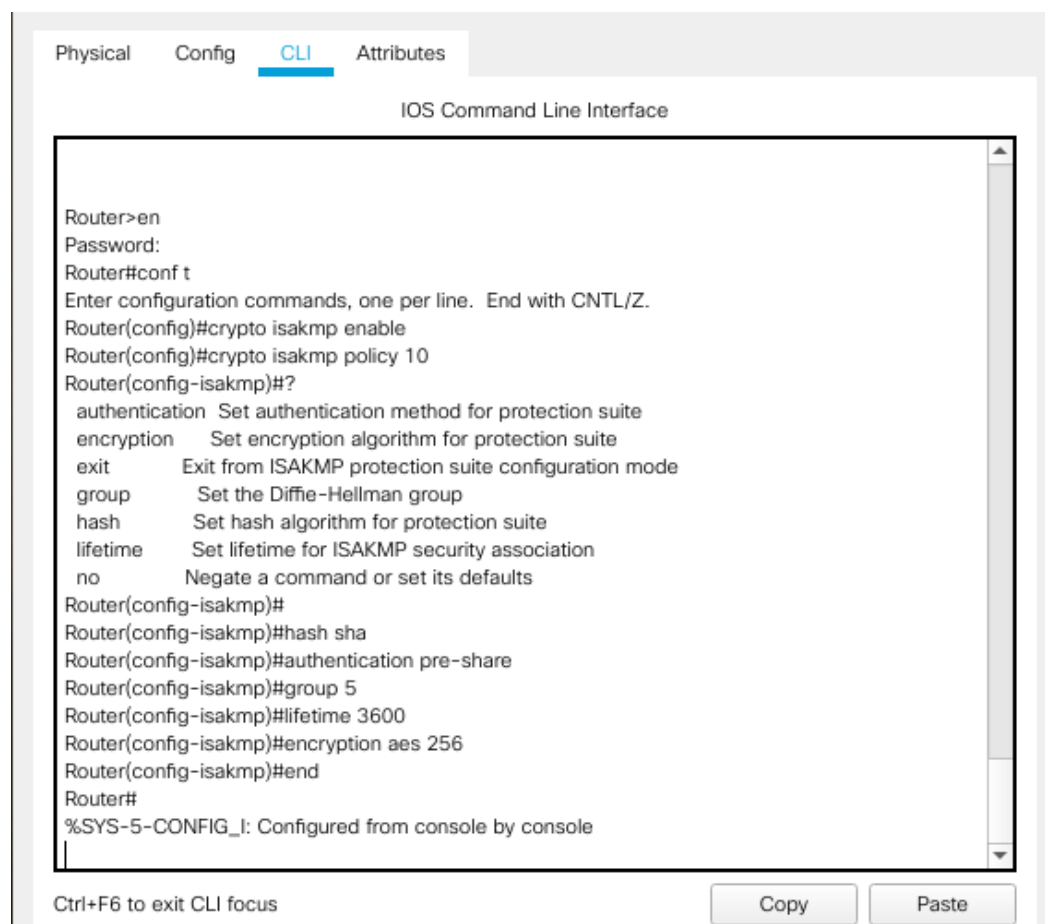 Physical Config CLI Attributes
IOS Command Line Interface
Router>en
Password:
Router#conf t
Enter configuration commands, one per line.  End with CNTL/Z.
Router(config)#crypto isakmp enable
Router(config)#crypto isakmp policy 10
Router(config-isakmp)#?
authentication  Set authentication method for protection suite
encryption  Set encryption algorithm for protection suite
exit  Exit from ISAKMP protection suite configuration mode
group  Set the Diffie-Hellman group
hash  Set hash algorithm for protection suite
lifetime  Set lifetime for ISAKMP security association
no  Negate a command or set its defaults
Router(config-isakmp)#
Router(config-isakmp)#hash sha
Router(config-isakmp)#authentication pre-share
Router(config-isakmp)#group 5
Router(config-isakmp)#lifetime 3600
Router(config-isakmp)#encryption aes 256
Router(config-isakmp)#end
Router#
%SYS-5-CONFIG_I: Configured from console by console
Ctrl+F6 to exit CLI focus Copy Paste